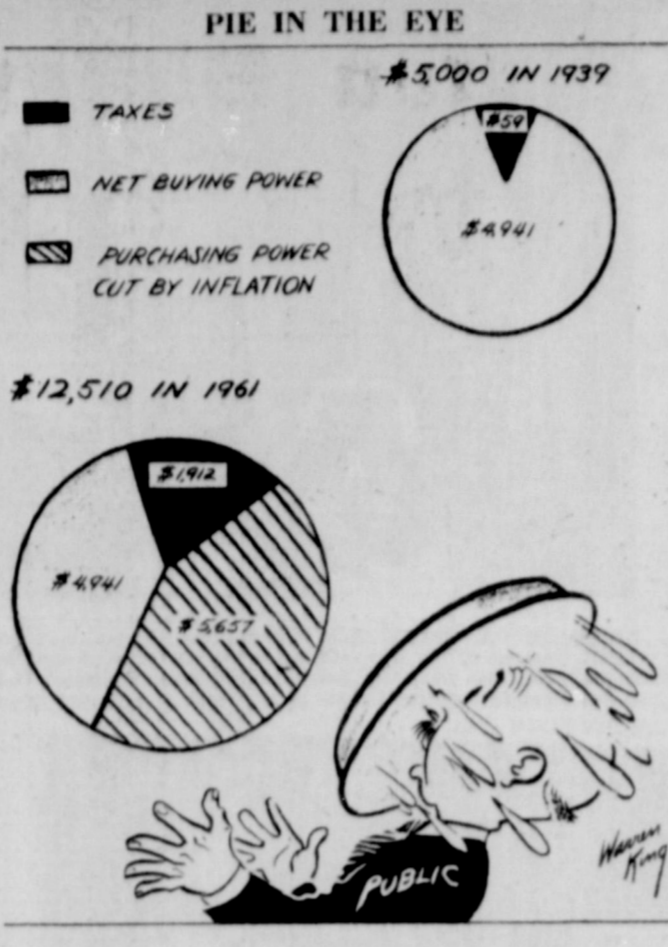 PIE IN THE EYE
$5,000 IN 1939
TAXES
NET BUYING POWER
PURCHASING POWER
CUT BY INFLATION
$59
$4,941
$12,510 IN 1961
$1,912
$4,941
$5,657
PUBLIC
Warren
King